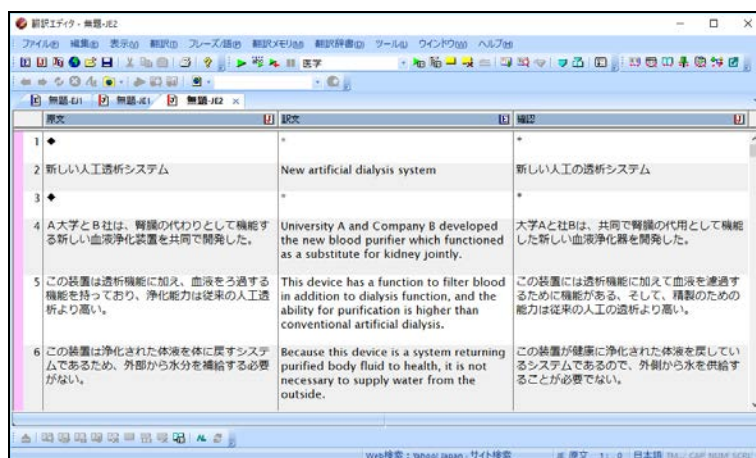 翻訳エディタ - 無題-JE2
ファイル(F) 編集(E) 表示(V) 翻訳(T) フレーズ/語(P) 翻訳メモリ(M) 翻訳辞書(D) ツール(L) ウインドウ(W) ヘルプ(H)
医学
無題-EJ1 無題-JE1 無題-JE2 ×
原文 J 訳文 E 確認 J
1 ◆ * *
2 新しい人工透析システム New artificial dialysis system 新しい人工の透析システム
3 ◆ * *
4 A大学とB社は、腎臓の代わりとして機能す University A and Company B developed 大学Aと社Bは、共同で腎臓の代用として機能
る新しい血液浄化装置を共同で開発した。 the new blood purifier which functioned した新しい血液浄化器を開発した。
as a substitute for kidney jointly.
5 この装置は透析機能に加え、血液をろ過する This device has a function to filter blood この装置には透析機能に加えて血液を濾過す
機能を持っており、浄化能力は従来の人工透 in addition to dialysis function, and the るために機能がある、そして、精製のための
析より高い。 ability for purification is higher than 能力は従来の人工の透析より高い。
conventional artificial dialysis.
6 この装置は浄化された体液を体に戻すシステ Because this device is a system returning この装置が健康に浄化された体液を戻してい
ムであるため、外部から水分を補給する必要 purified body fluid to health, it is not るシステムであるので、外側から水を供給す
がない。 necessary to supply water from the ることが必要でない。
outside.
Web検索 : Yahoo! Japan - サイト検索 原文 1: 0 日本語